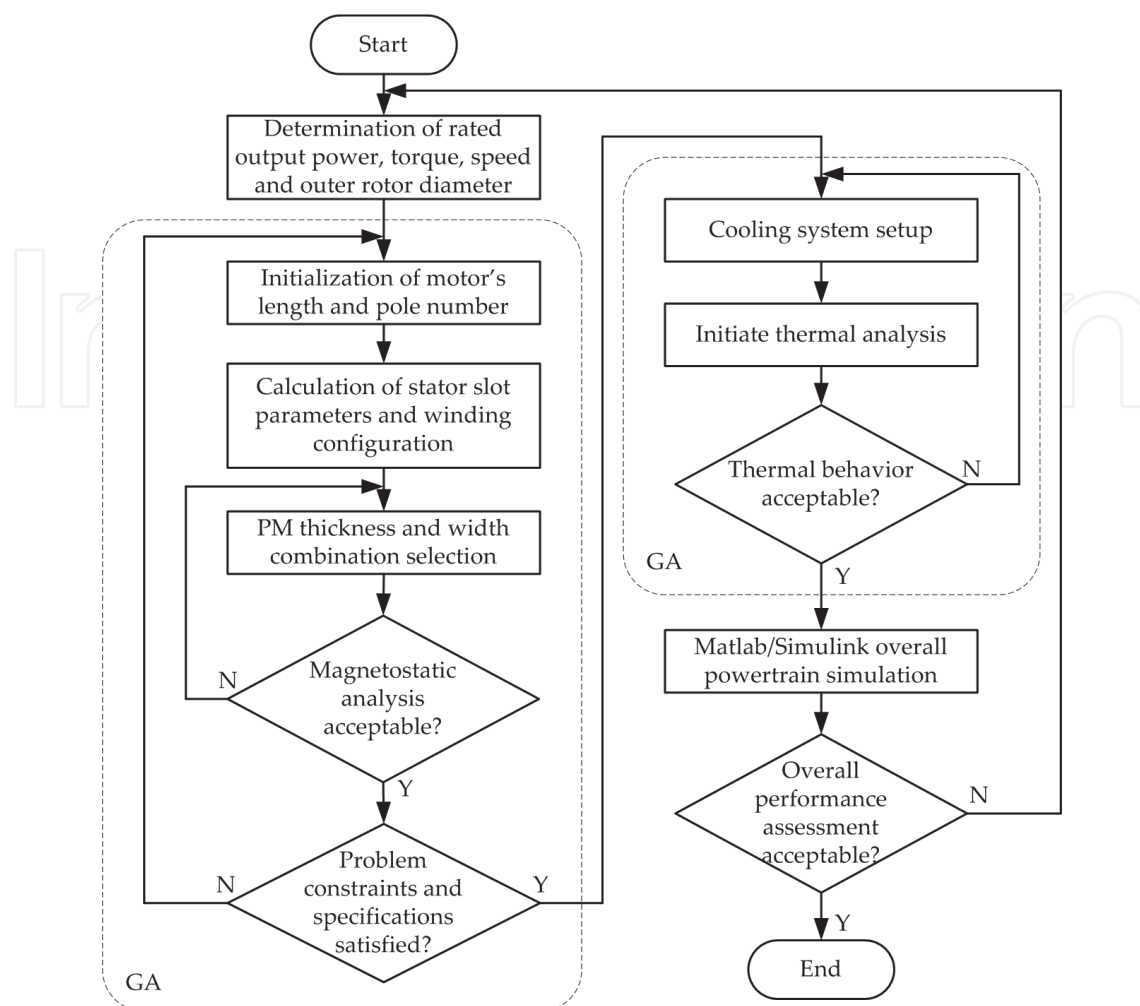 Start
Determination of rated
output power, torque, speed
and outer rotor diameter
Initialization of motor's
length and pole number
Calculation of stator slot
parameters and winding
configuration
PM thickness and width
combination selection
Magnetostatic
analysis
acceptable?
N
Y
Problem
constraints and
specifications
satisfied?
N
Y
GA
Cooling system setup
Initiate thermal analysis
Thermal behavior
acceptable?
N
Y
GA
Matlab/Simulink overall
powertrain simulation
Overall
performance
assessment
acceptable?
N
Y
End